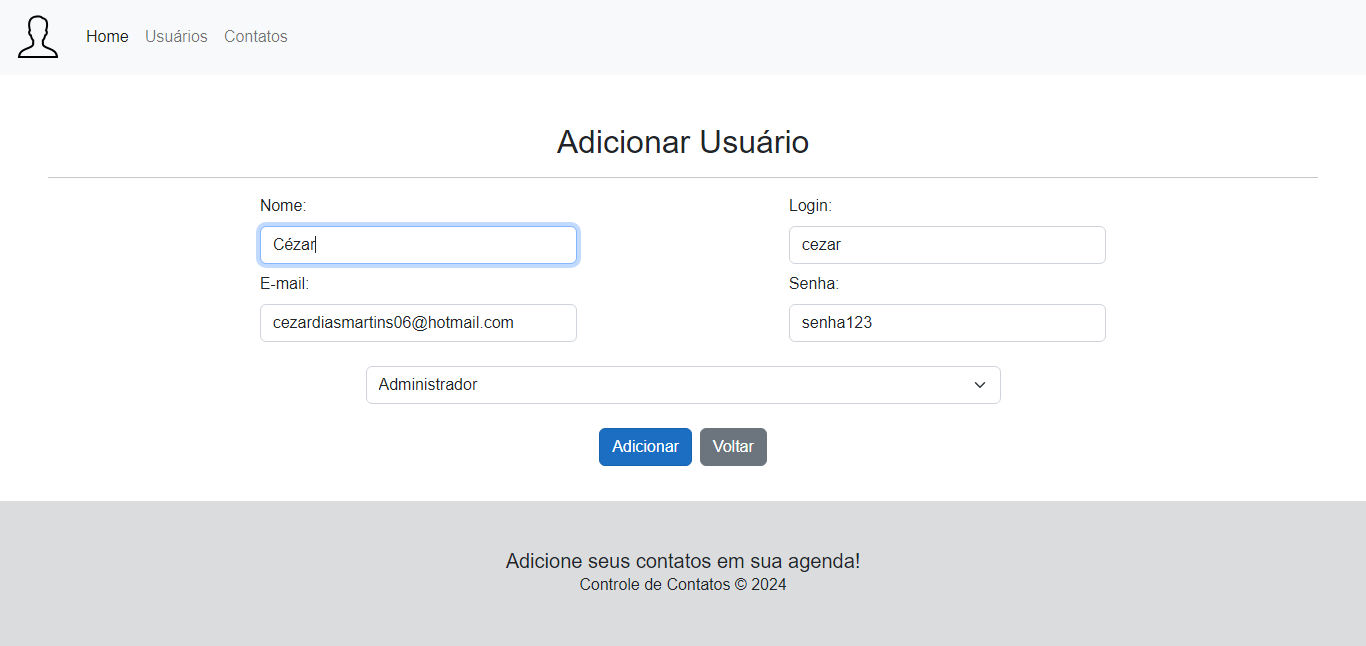 Home Usuários Contatos
Adicionar Usuário
Nome: Login:
Cézar cezar
E-mail: Senha:
cezardiasmartins06@hotmail.com senha123
Administrador
Adicionar Voltar
Adicione seus contatos em sua agenda!
Controle de Contatos © 2024